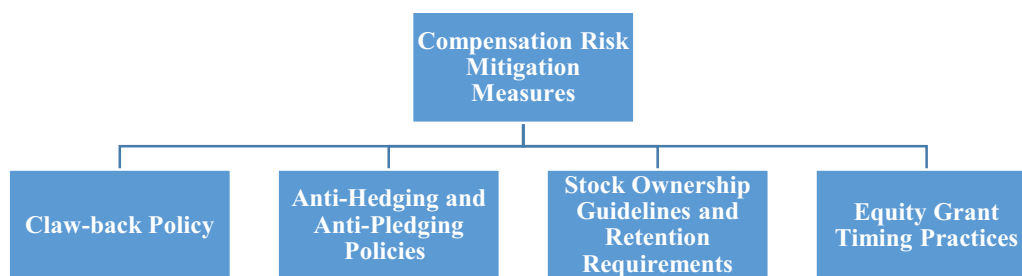 Compensation Risk
Mitigation
Measures
Claw-back Policy
Anti-Hedging and
Anti-Pledging
Policies
Stock Ownership
Guidelines and
Retention
Requirements
Equity Grant
Timing Practices